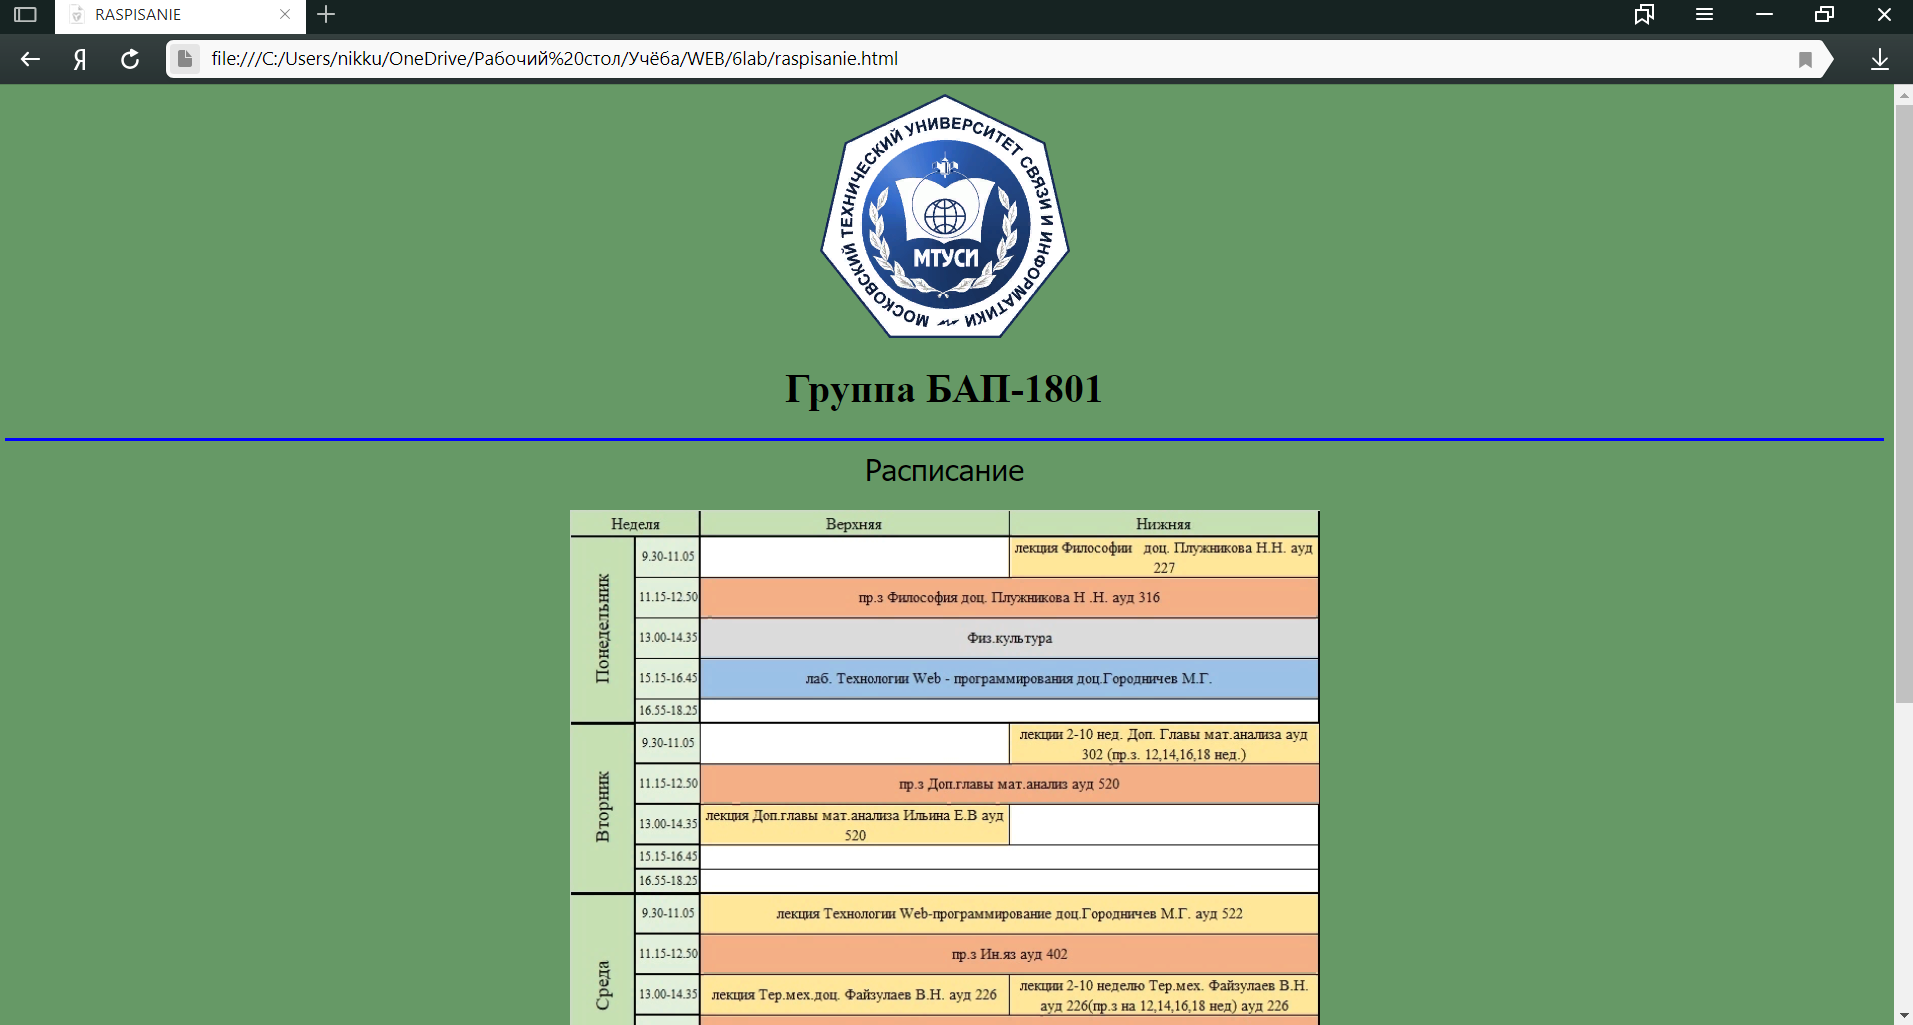 RASPISANIE
Я
file:///C:/Users/nikku/OneDrive/Рабочий%20стол/Учёба/WEB/6lab/raspisanie.html
МОСКОВСКИЙ ТЕХНИЧЕСКИЙ УНИВЕРСИТЕТ СВЯЗИ И ИНФОРМАТИКИ
МТУСИ
Группа БАП-1801
Расписание
Неделя Верхняя Нижняя
Понедельник
9.30-11.05 лекция Философии доц. Плужникова Н.Н. ауд
227
11.15-12.50 пр.з Философия доц. Плужникова Н .Н. ауд 316
13.00-14.35 Физ.культура
15.15-16.45 лаб. Технологии Web - программирования доц.Городничев М.Г.
16.55-18.25
Вторник
9.30-11.05 лекции 2-10 нед. Доп. Главы мат.анализа ауд
302 (пр.з. 12,14,16,18 нед.)
11.15-12.50 пр.з Доп.главы мат.анализ ауд 520
13.00-14.35 лекция Доп.главы мат.анализа Ильина Е.В ауд
520
15.15-16.45
16.55-18.25
Среда
9.30-11.05 лекция Технологии Web-программирование доц.Городничев М.Г. ауд 522
11.15-12.50 пр.з Ин.яз ауд 402
13.00-14.35 лекция Тер.мех.доц. Файзулаев В.Н. ауд 226 лекции 2-10 неделю Тер.мех. Файзулаев В.Н.
ауд 226(пр.з на 12,14,16,18 нед) ауд 226